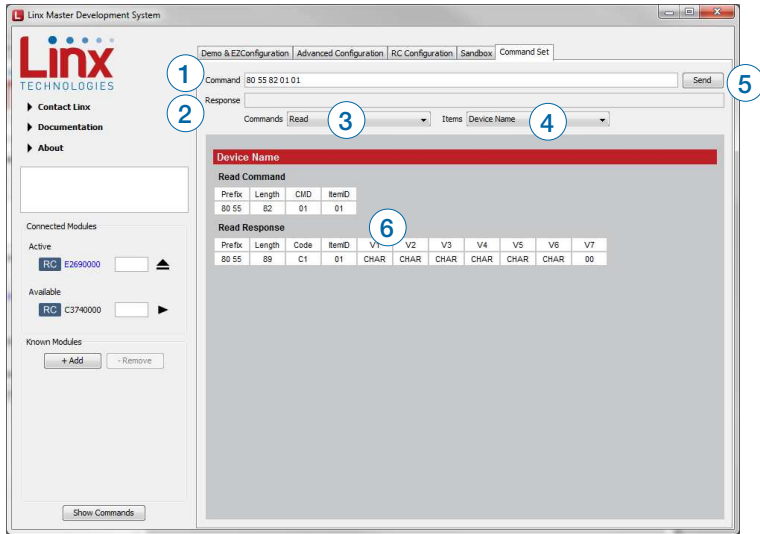 Linx Master Development System
Linx
TECHNOLOGIES
Contact Linx
Documentation
About
Connected Modules
Active
RC E2690000
Available
RC C3740000
Known Modules
+ Add - Remove
Show Commands
Demo & EZConfiguration Advanced Configuration RC Configuration Sandbox Command Set
1 Command 80 55 82 01 01 Send 5
2 Response
Commands Read 3 Items Device Name 4
Device Name
Read Command
Prefix Length CMD ItemID
80 55 82 01 01
Read Response 6
Prefix Length Code ItemID V1 V2 V3 V4 V5 V6 V7
80 55 89 C1 01 CHAR CHAR CHAR CHAR CHAR CHAR 00